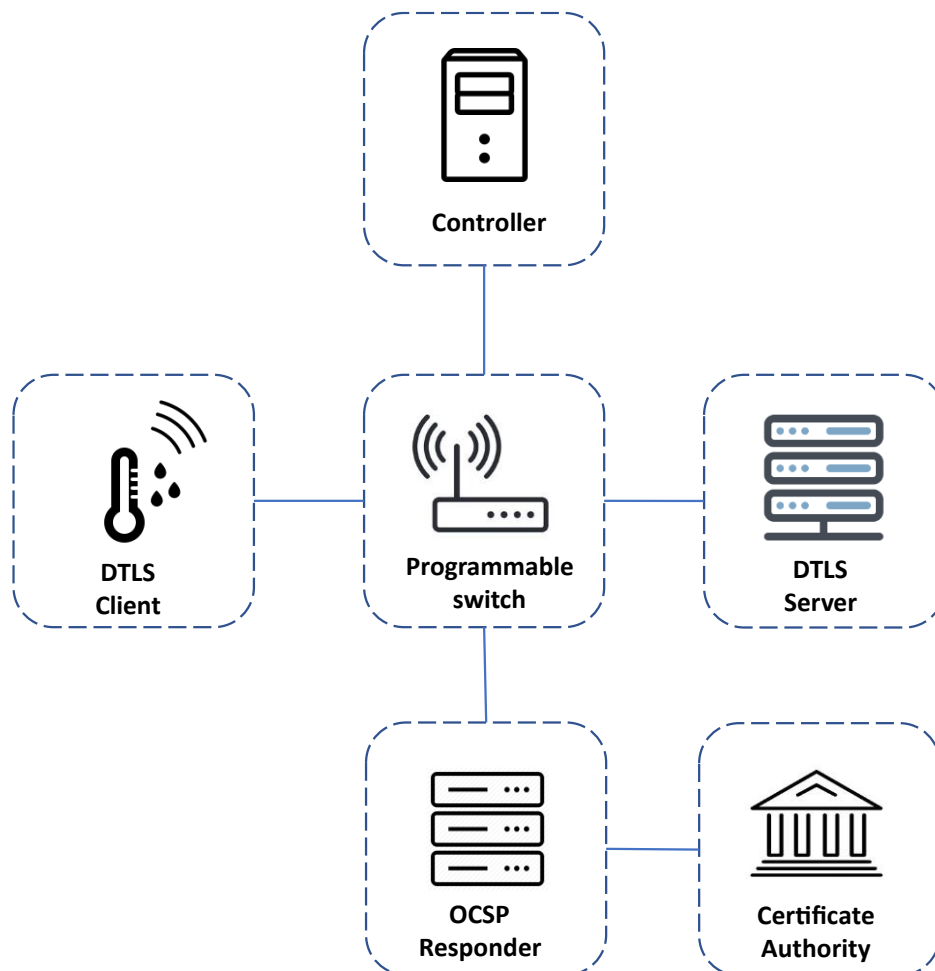 Controller
DTLS
Client
Programmable
switch
DTLS
Server
OCSP
Responder
Certificate
Authority